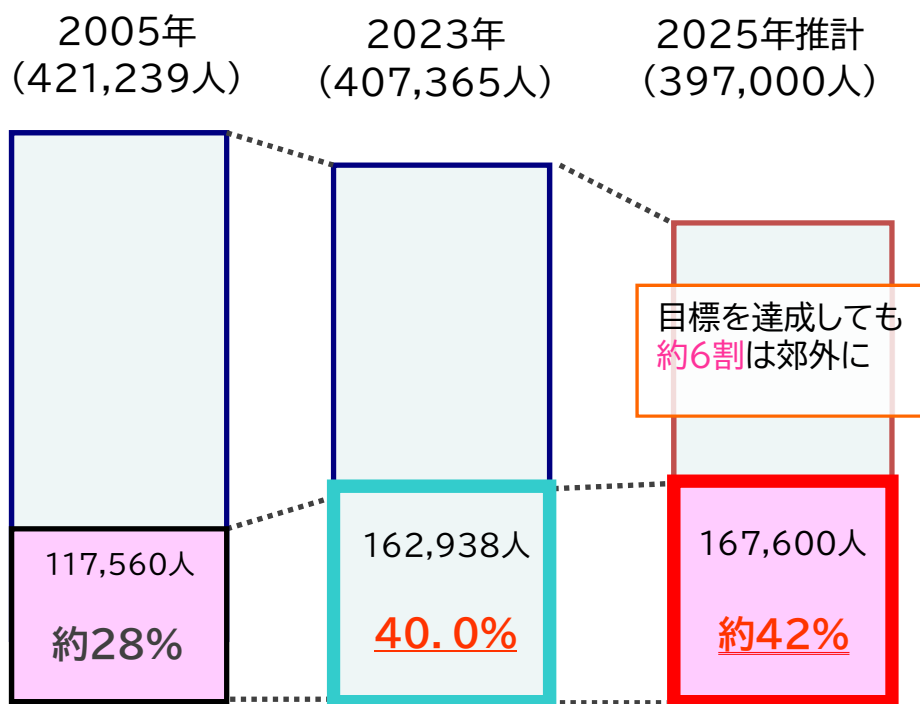 2005年
(421,239人)
2023年
(407,365人)
2025年推計
(397,000人)
目標を達成しても
約6割は郊外に
117,560人
約28%
162,938人
40.0%
167,600人
約42%